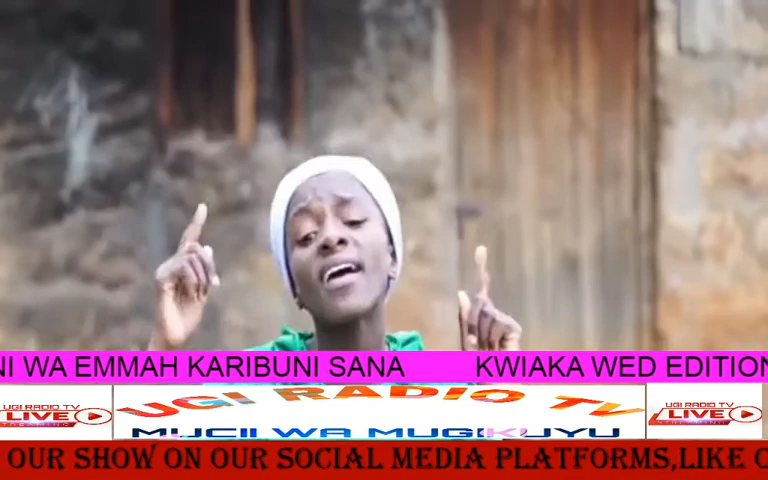 NI WA EMMAH KARIBUNI SANA KWIAKA WED EDITION
UGI RADIO TV
LIVE
UGI RADIO TV
MUCII WA MUGIKUYU
UGI RADIO TV
LIVE
OUR SHOW ON OUR SOCIAL MEDIA PLATFORMS,LIKE